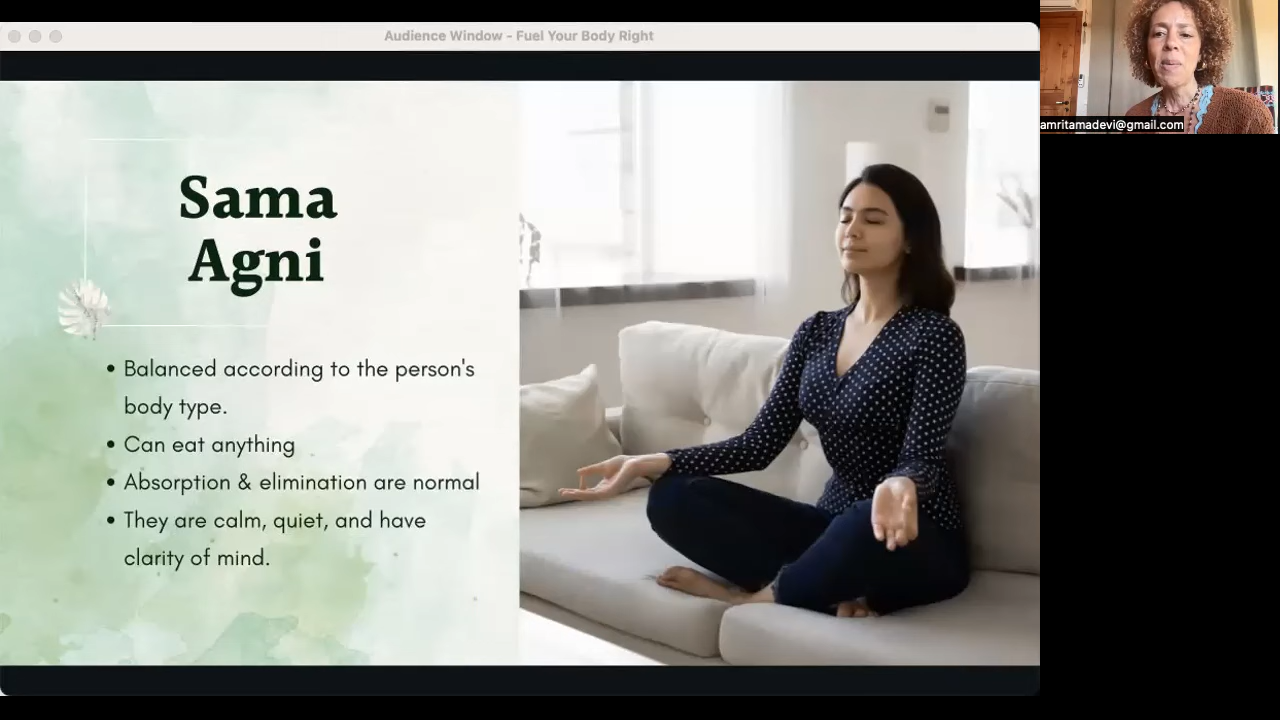 Audience Window - Fuel Your Body Right
amritamadevi@gmail.com
Sama
Agni
• Balanced according to the person's
body type.
• Can eat anything
• Absorption & elimination are normal
• They are calm, quiet, and have
clarity of mind.